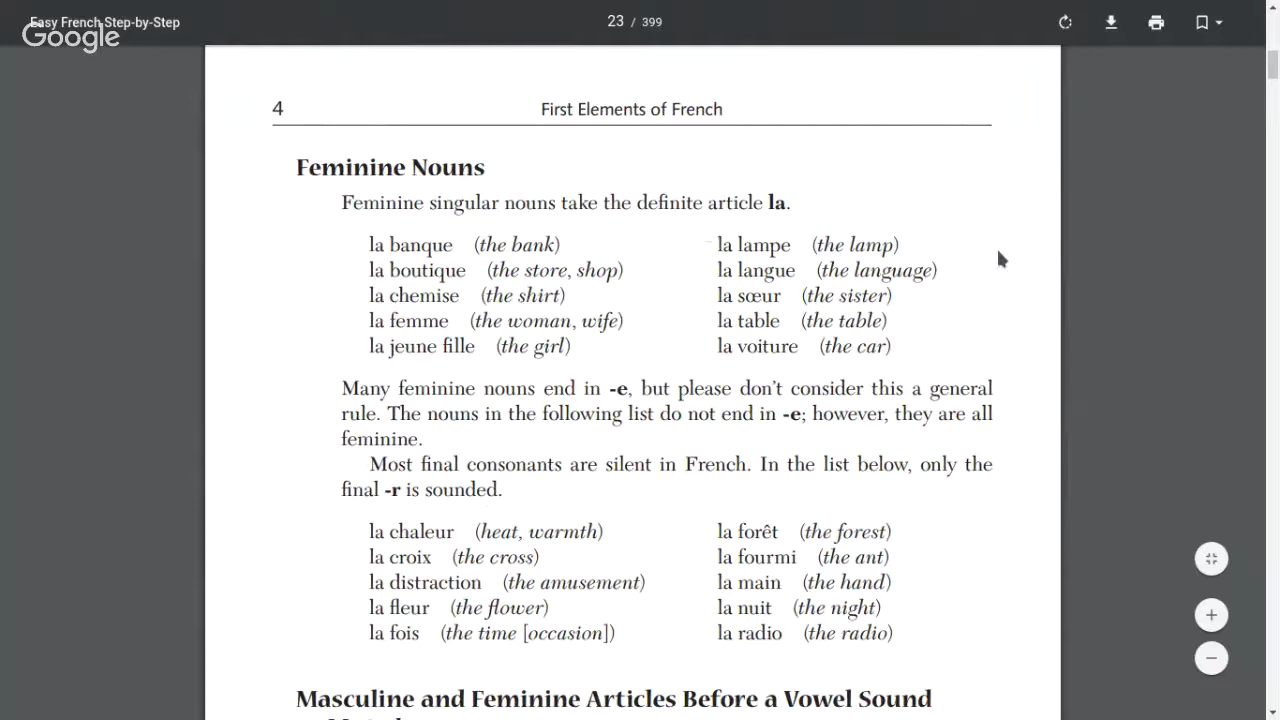 Easy French Step-by-Step
Google
23 / 399
4 First Elements of French
Feminine Nouns
Feminine singular nouns take the definite article la.
la banque (the bank)
la boutique (the store, shop)
la chemise (the shirt)
la femme (the woman, wife)
la jeune fille (the girl)
la lampe (the lamp)
la langue (the language)
la sœur (the sister)
la table (the table)
la voiture (the car)
Many feminine nouns end in -e, but please don't consider this a general
rule. The nouns in the following list do not end in -e; however, they are all
feminine.
Most final consonants are silent in French. In the list below, only the
final -r is sounded.
la chaleur (heat, warmth)
la croix (the cross)
la distraction (the amusement)
la fleur (the flower)
la fois (the time [occasion])
la forêt (the forest)
la fourmi (the ant)
la main (the hand)
la nuit (the night)
la radio (the radio)
Masculine and Feminine Articles Before a Vowel Sound